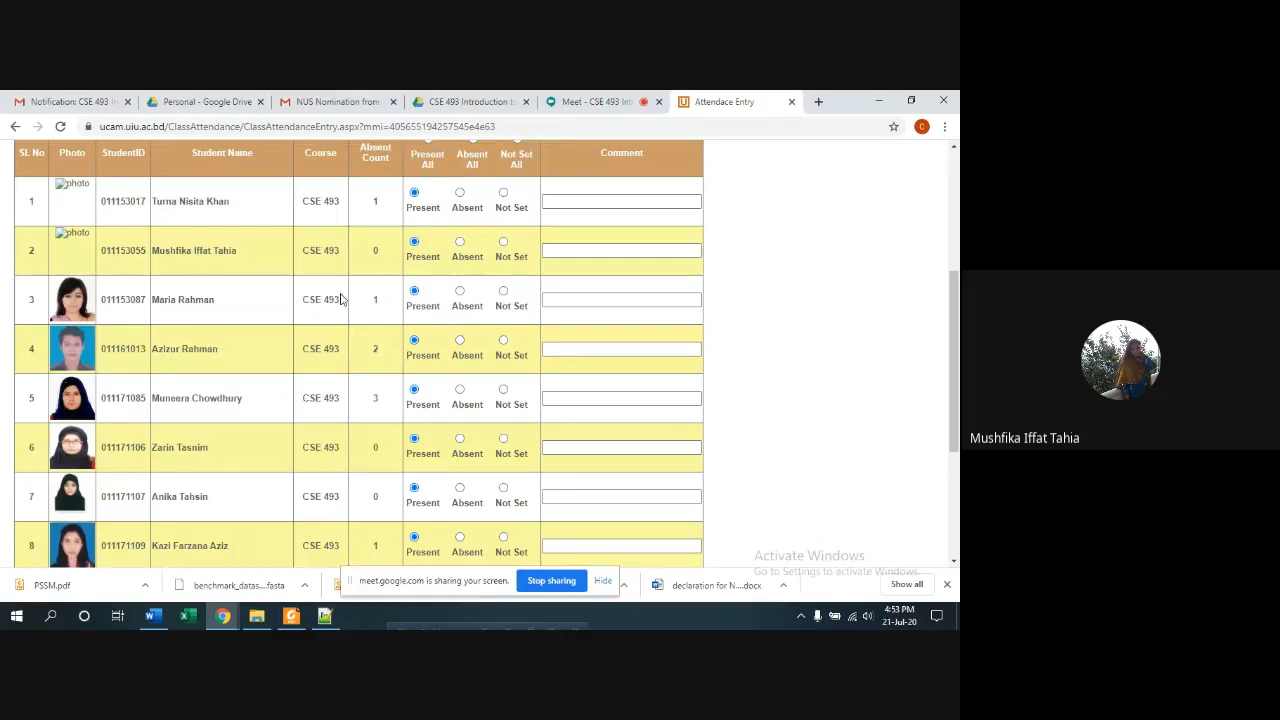 Notification: CSE 493 In
Personal - Google Drive
NUS Nomination from
CSE 493 Introduction to
Meet - CSE 493 Int
Attendace Entry
ucam.uiu.ac.bd/ClassAttendance/ClassAttendanceEntry.aspx?mmi=405655194257545e4e63
C
SL No Photo StudentID Student Name Course Absent Count Present All Absent All Not Set All Comment
1 photo 011153017 Turna Nisita Khan CSE 493 1 Present Absent Not Set
2 photo 011153055 Mushfika Iffat Tahia CSE 493 0 Present Absent Not Set
3 011153087 Maria Rahman CSE 493 1 Present Absent Not Set
4 011161013 Azizur Rahman CSE 493 2 Present Absent Not Set
5 011171085 Muneera Chowdhury CSE 493 3 Present Absent Not Set
6 011171106 Zarin Tasnim CSE 493 0 Present Absent Not Set
7 011171107 Anika Tahsin CSE 493 0 Present Absent Not Set
8 011171109 Kazi Farzana Aziz CSE 493 1 Present Absent Not Set
Mushfika Iffat Tahia
Activate Windows
Go to Settings to activate Windows.
PSSM.pdf
benchmark_datas....fasta
meet.google.com is sharing your screen. Stop sharing Hide
declaration for N....docx
Show all
4:53 PM
21-Jul-20